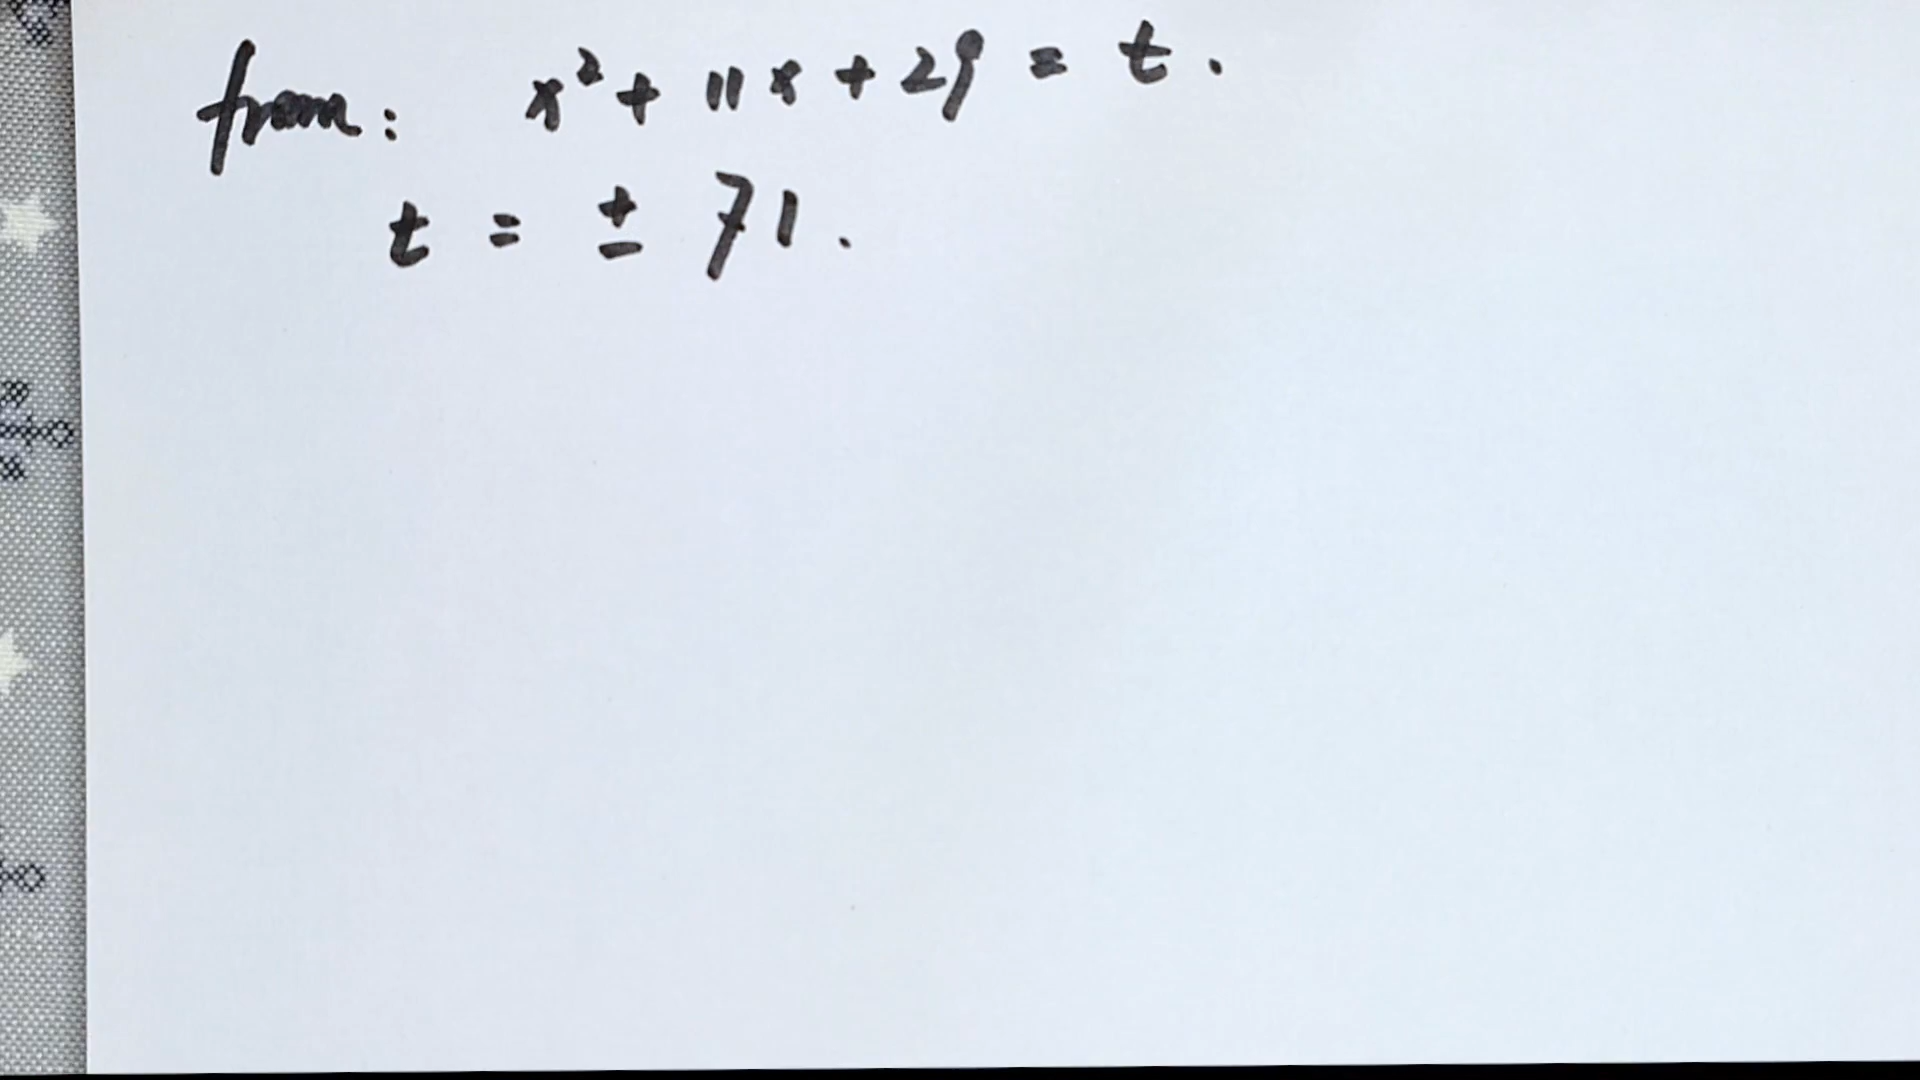 from: x² + 11x + 29 = t.
t = ± 71.